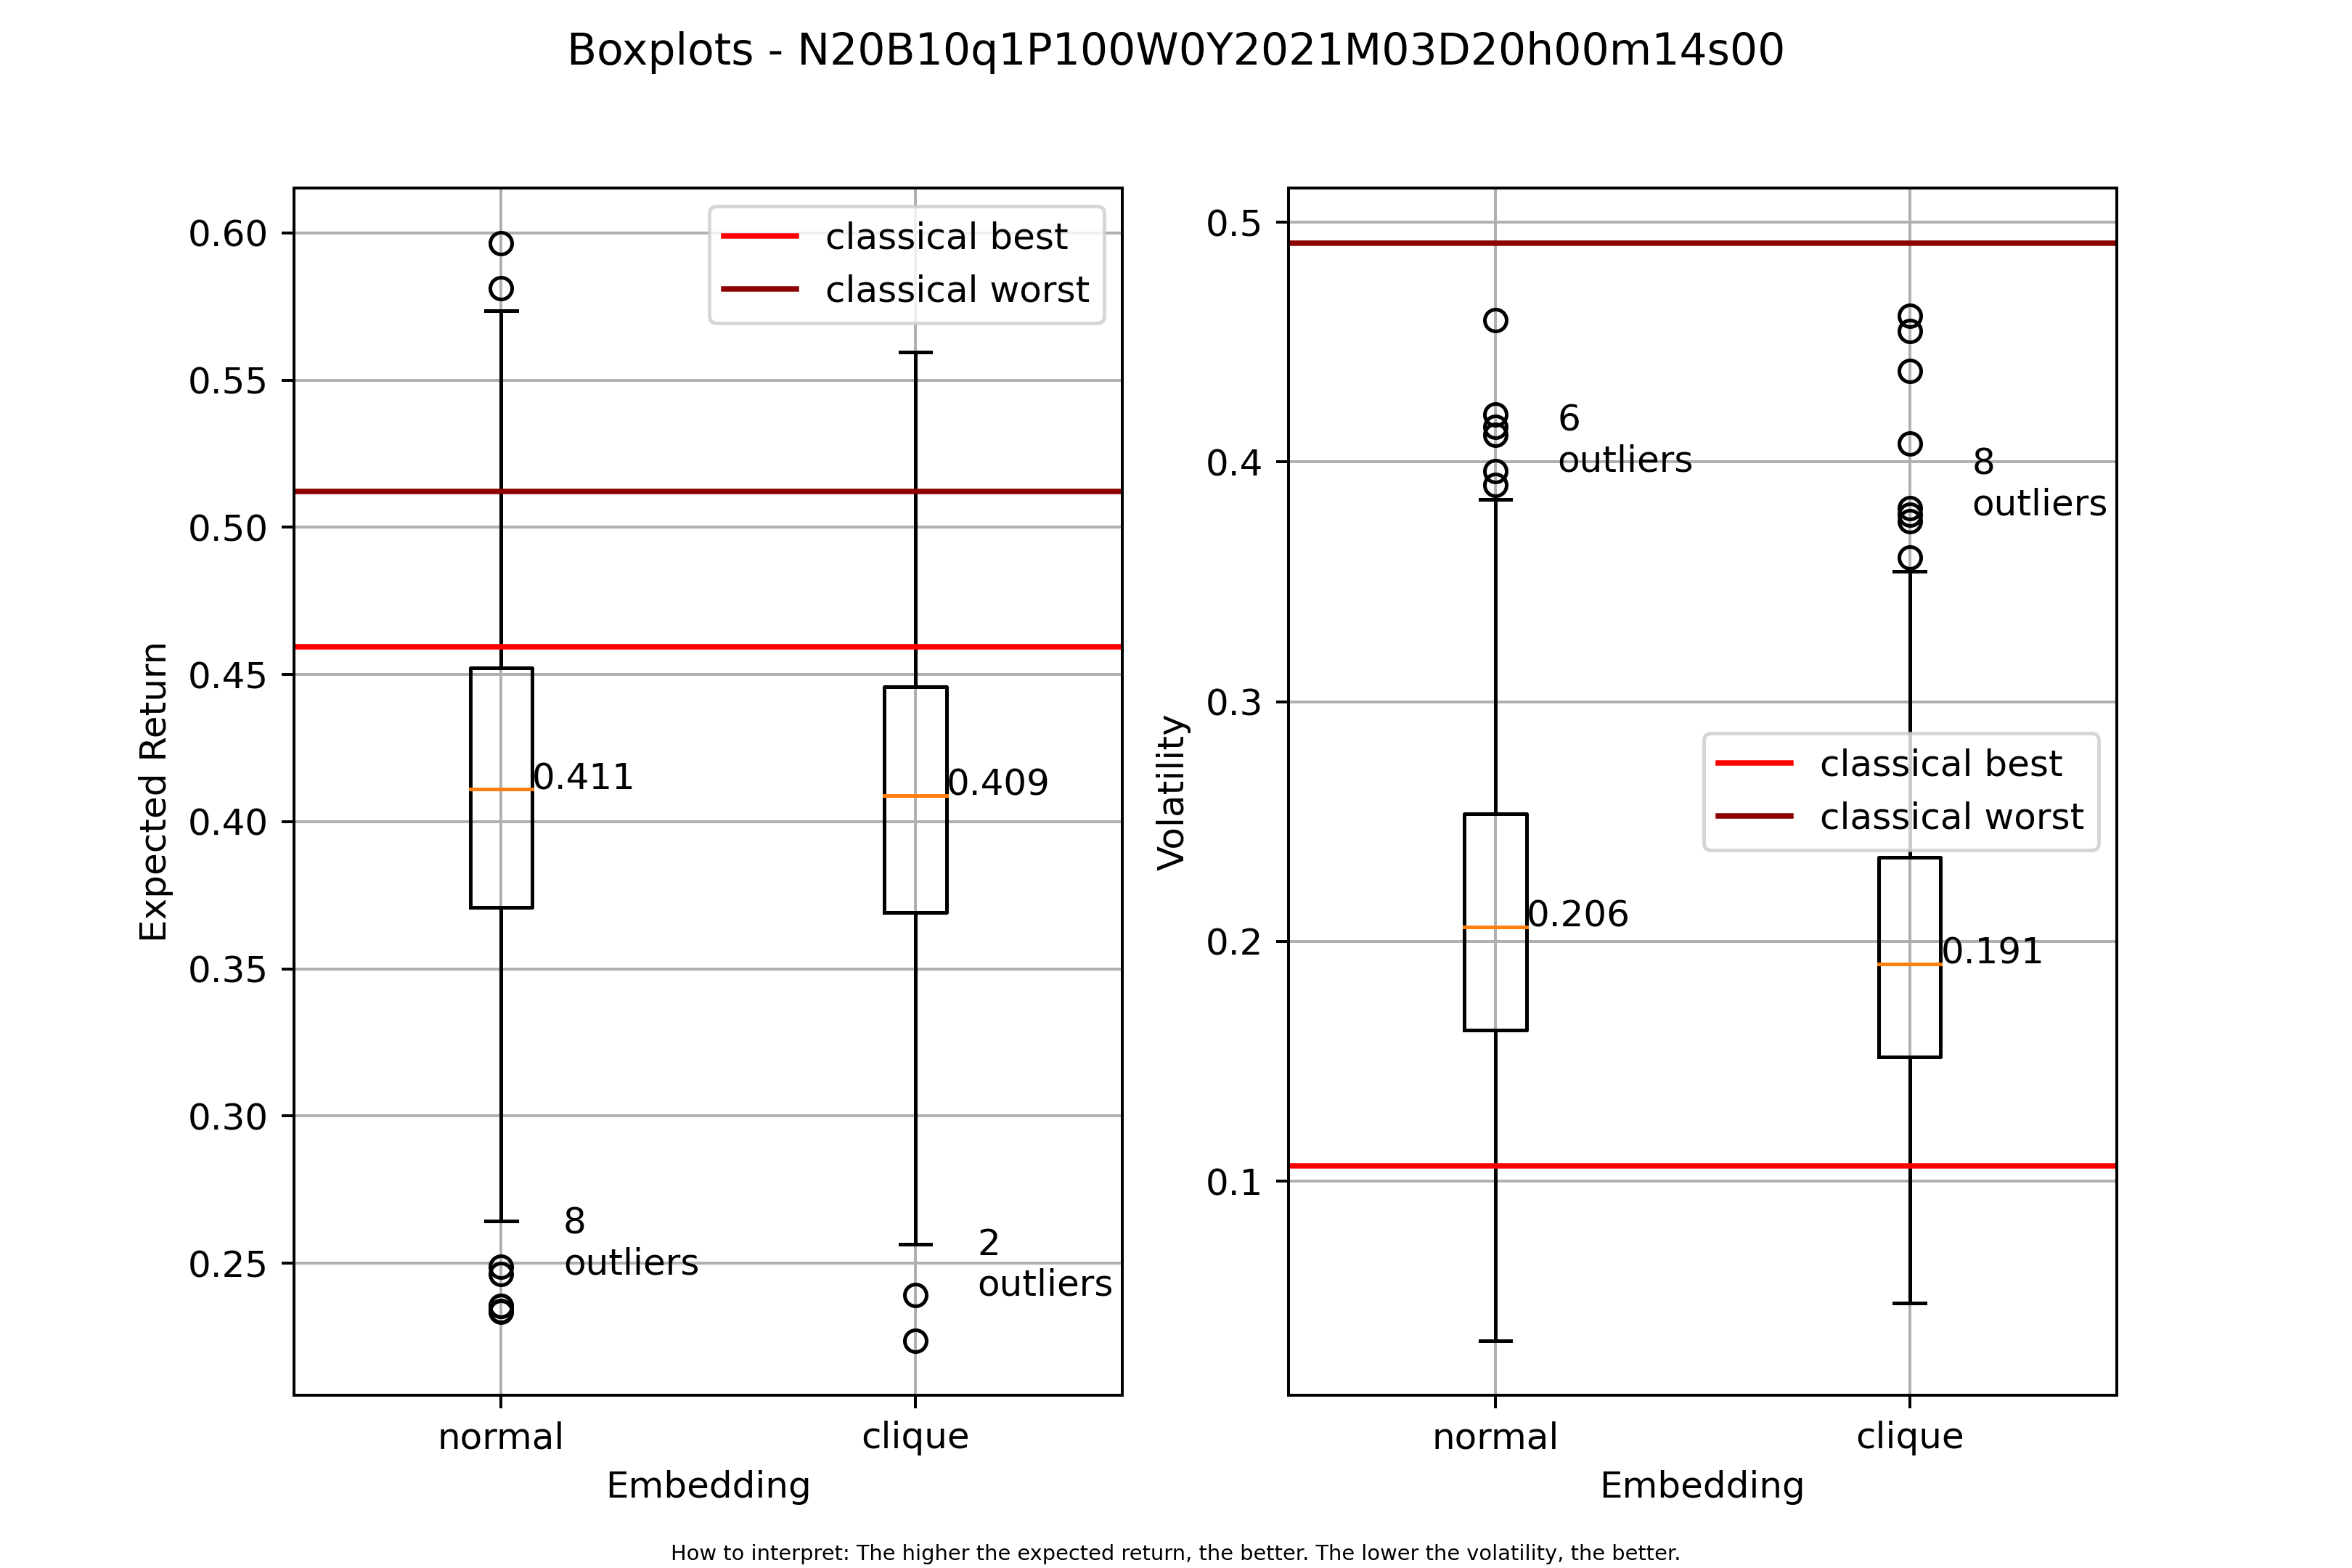 Boxplots - N20B10q1P100W0Y2021M03D20h00m14s00
Expected Return
0.60
0.55
0.50
0.45
0.40
0.35
0.30
0.25
classical best
classical worst
0.411
0.409
8
outliers
2
outliers
normal
clique
Embedding
Volatility
0.5
0.4
0.3
0.2
0.1
6
outliers
8
outliers
classical best
classical worst
0.206
0.191
normal
clique
Embedding
How to interpret: The higher the expected return, the better. The lower the volatility, the better.